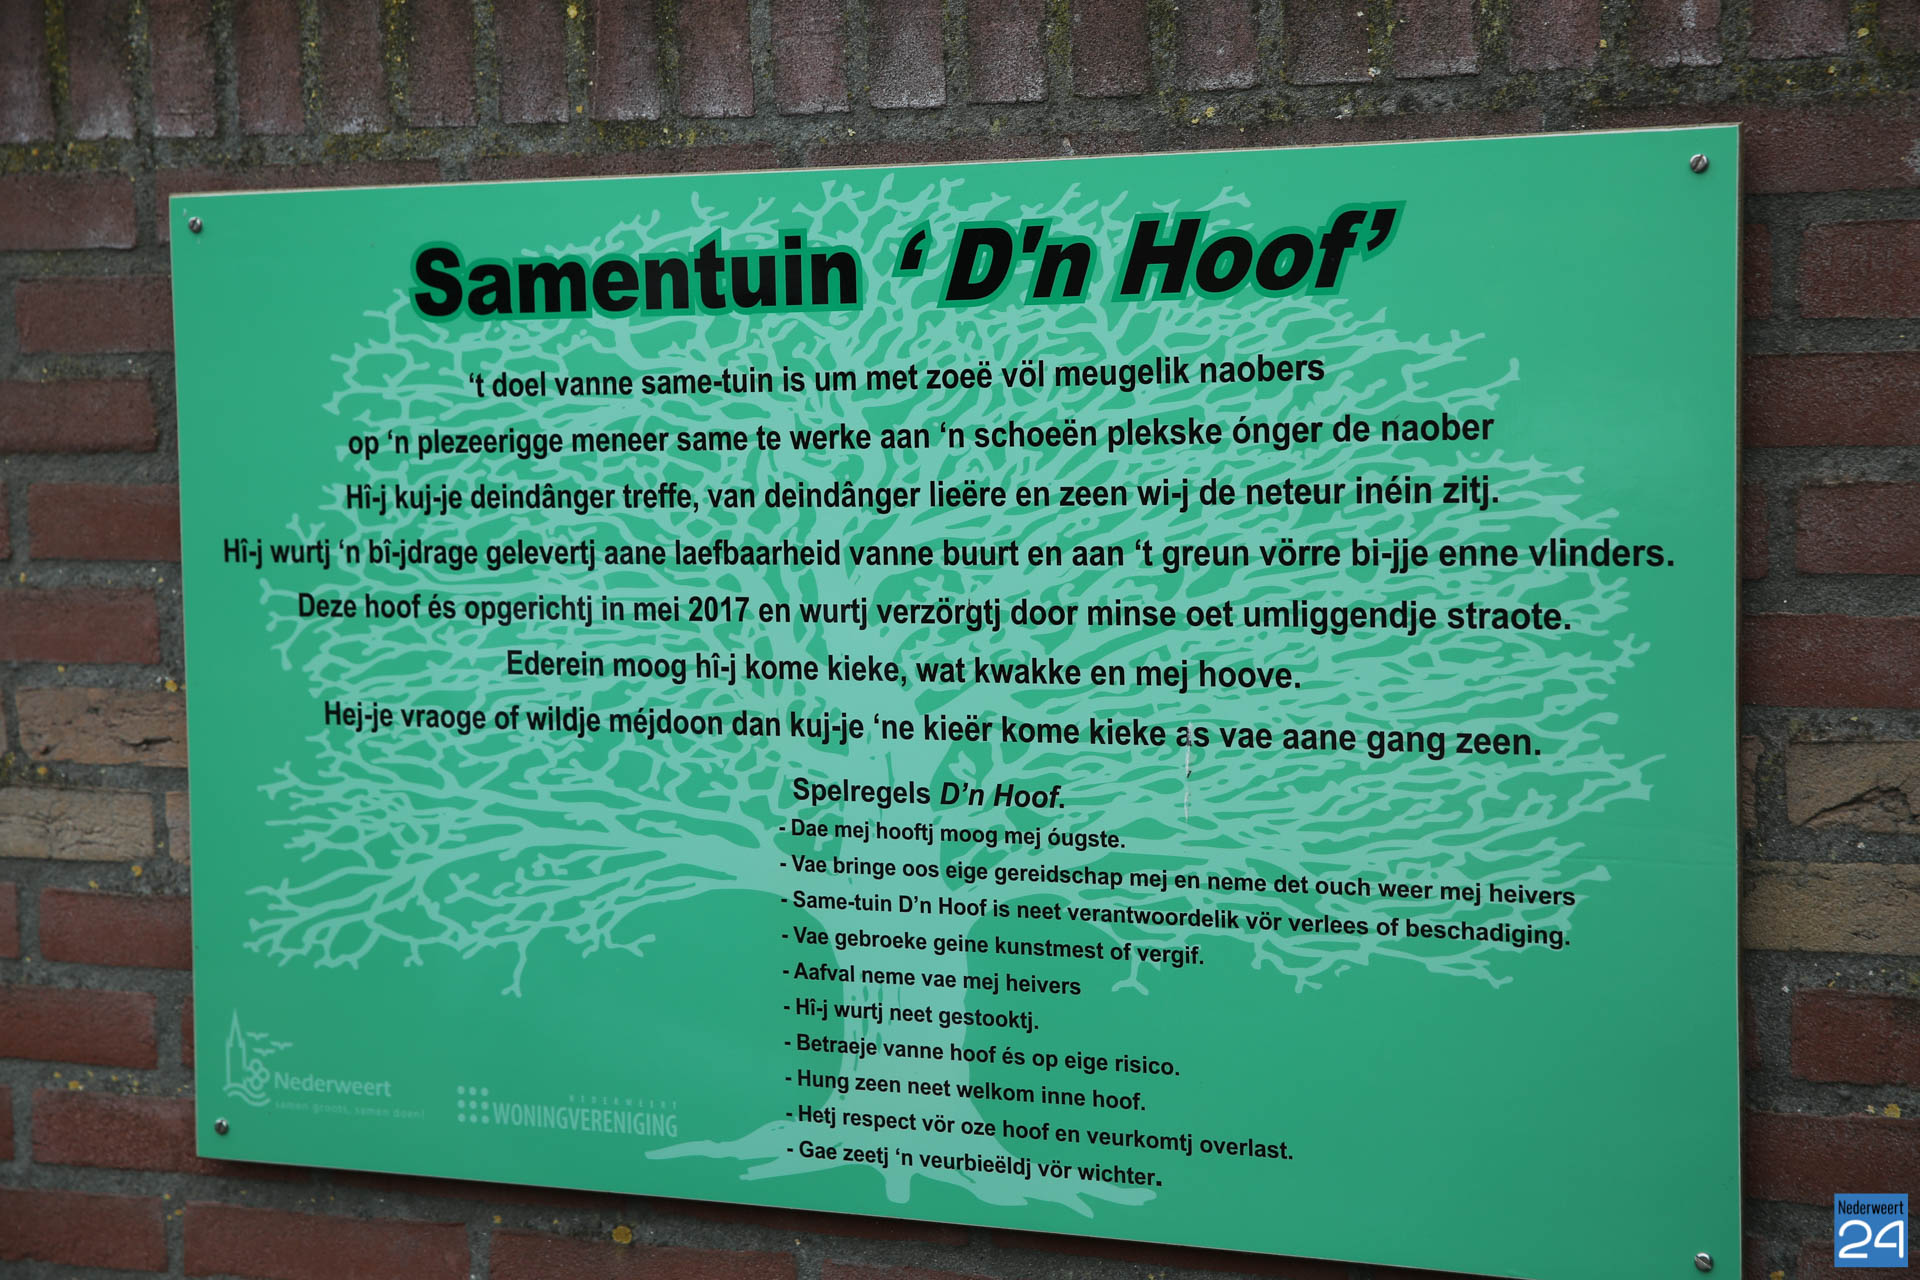 Samentuin ‘ D'n Hoof’
‘t doel vanne same-tuin is um met zoeë völ meugelik naobers
op ‘n plezeerigge meneer same te werke aan ‘n schoeën plekske ónger de naober
Hî-j kuj-je deindânger treffe, van deindânger lieëre en zeen wi-j de neteur inéin zitj.
Hî-j wurtj ‘n bî-jdrage gelevertj aane laefbaarheid vanne buurt en aan ‘t greun vörre bi-jje enne vlinders.
Deze hoof és opgerichtj in mei 2017 en wurtj verzörgtj door minse oet umliggendje straote.
Ederein moog hî-j kome kieke, wat kwakke en mej hoove.
Hej-je vraoge of wildje méjdoon dan kuj-je ‘ne kieër kome kieke as vae aane gang zeen.
Spelregels D’n Hoof.
- Dae mej hooftj moog mej óugste.
- Vae bringe oos eige gereidschap mej en neme det ouch weer mej heivers
- Same-tuin D’n Hoof is neet verantwoordelik vör verlees of beschadiging.
- Vae gebroeke geine kunstmest of vergif.
- Aafval neme vae mej heivers
- Hî-j wurtj neet gestooktj.
- Betraeje vanne hoof és op eige risico.
- Hung zeen neet welkom inne hoof.
- Hetj respect vör oze hoof en veurkomtj overlast.
- Gae zeetj ‘n veurbieëldj vör wichter.
Nederweert
samen groots, samen doen!
NEDERWEERT
WONINGVERENIGING
Nederweert
24